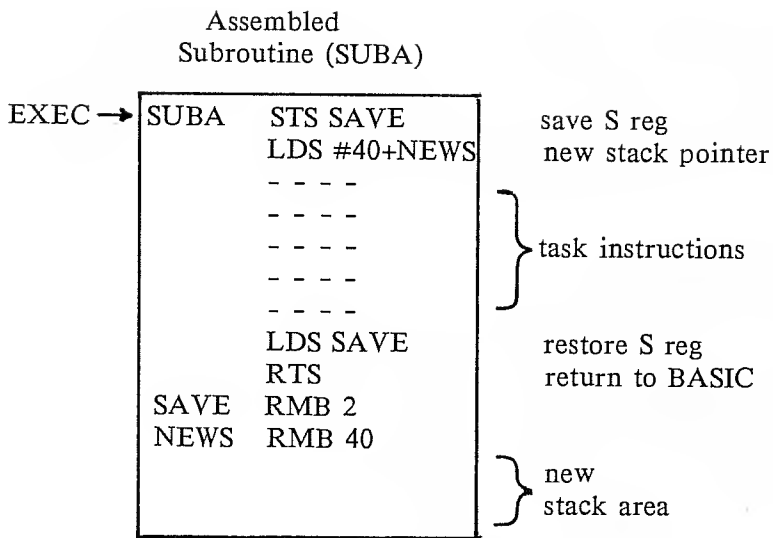 Assembled
Subroutine (SUBA)
EXEC → SUBA STS SAVE save S reg
LDS #40+NEWS new stack pointer
- - - -
- - - -
- - - - task instructions
- - - -
- - - -
LDS SAVE restore S reg
RTS return to BASIC
SAVE RMB 2
NEWS RMB 40
new
stack area